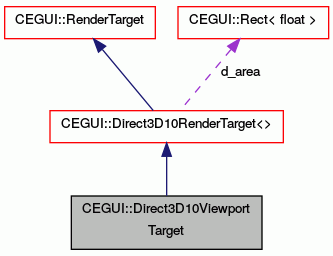 CEGUI::RenderTarget
CEGUI::Rect< float >
d_area
CEGUI::Direct3D10RenderTarget<>
CEGUI::Direct3D10Viewport
Target